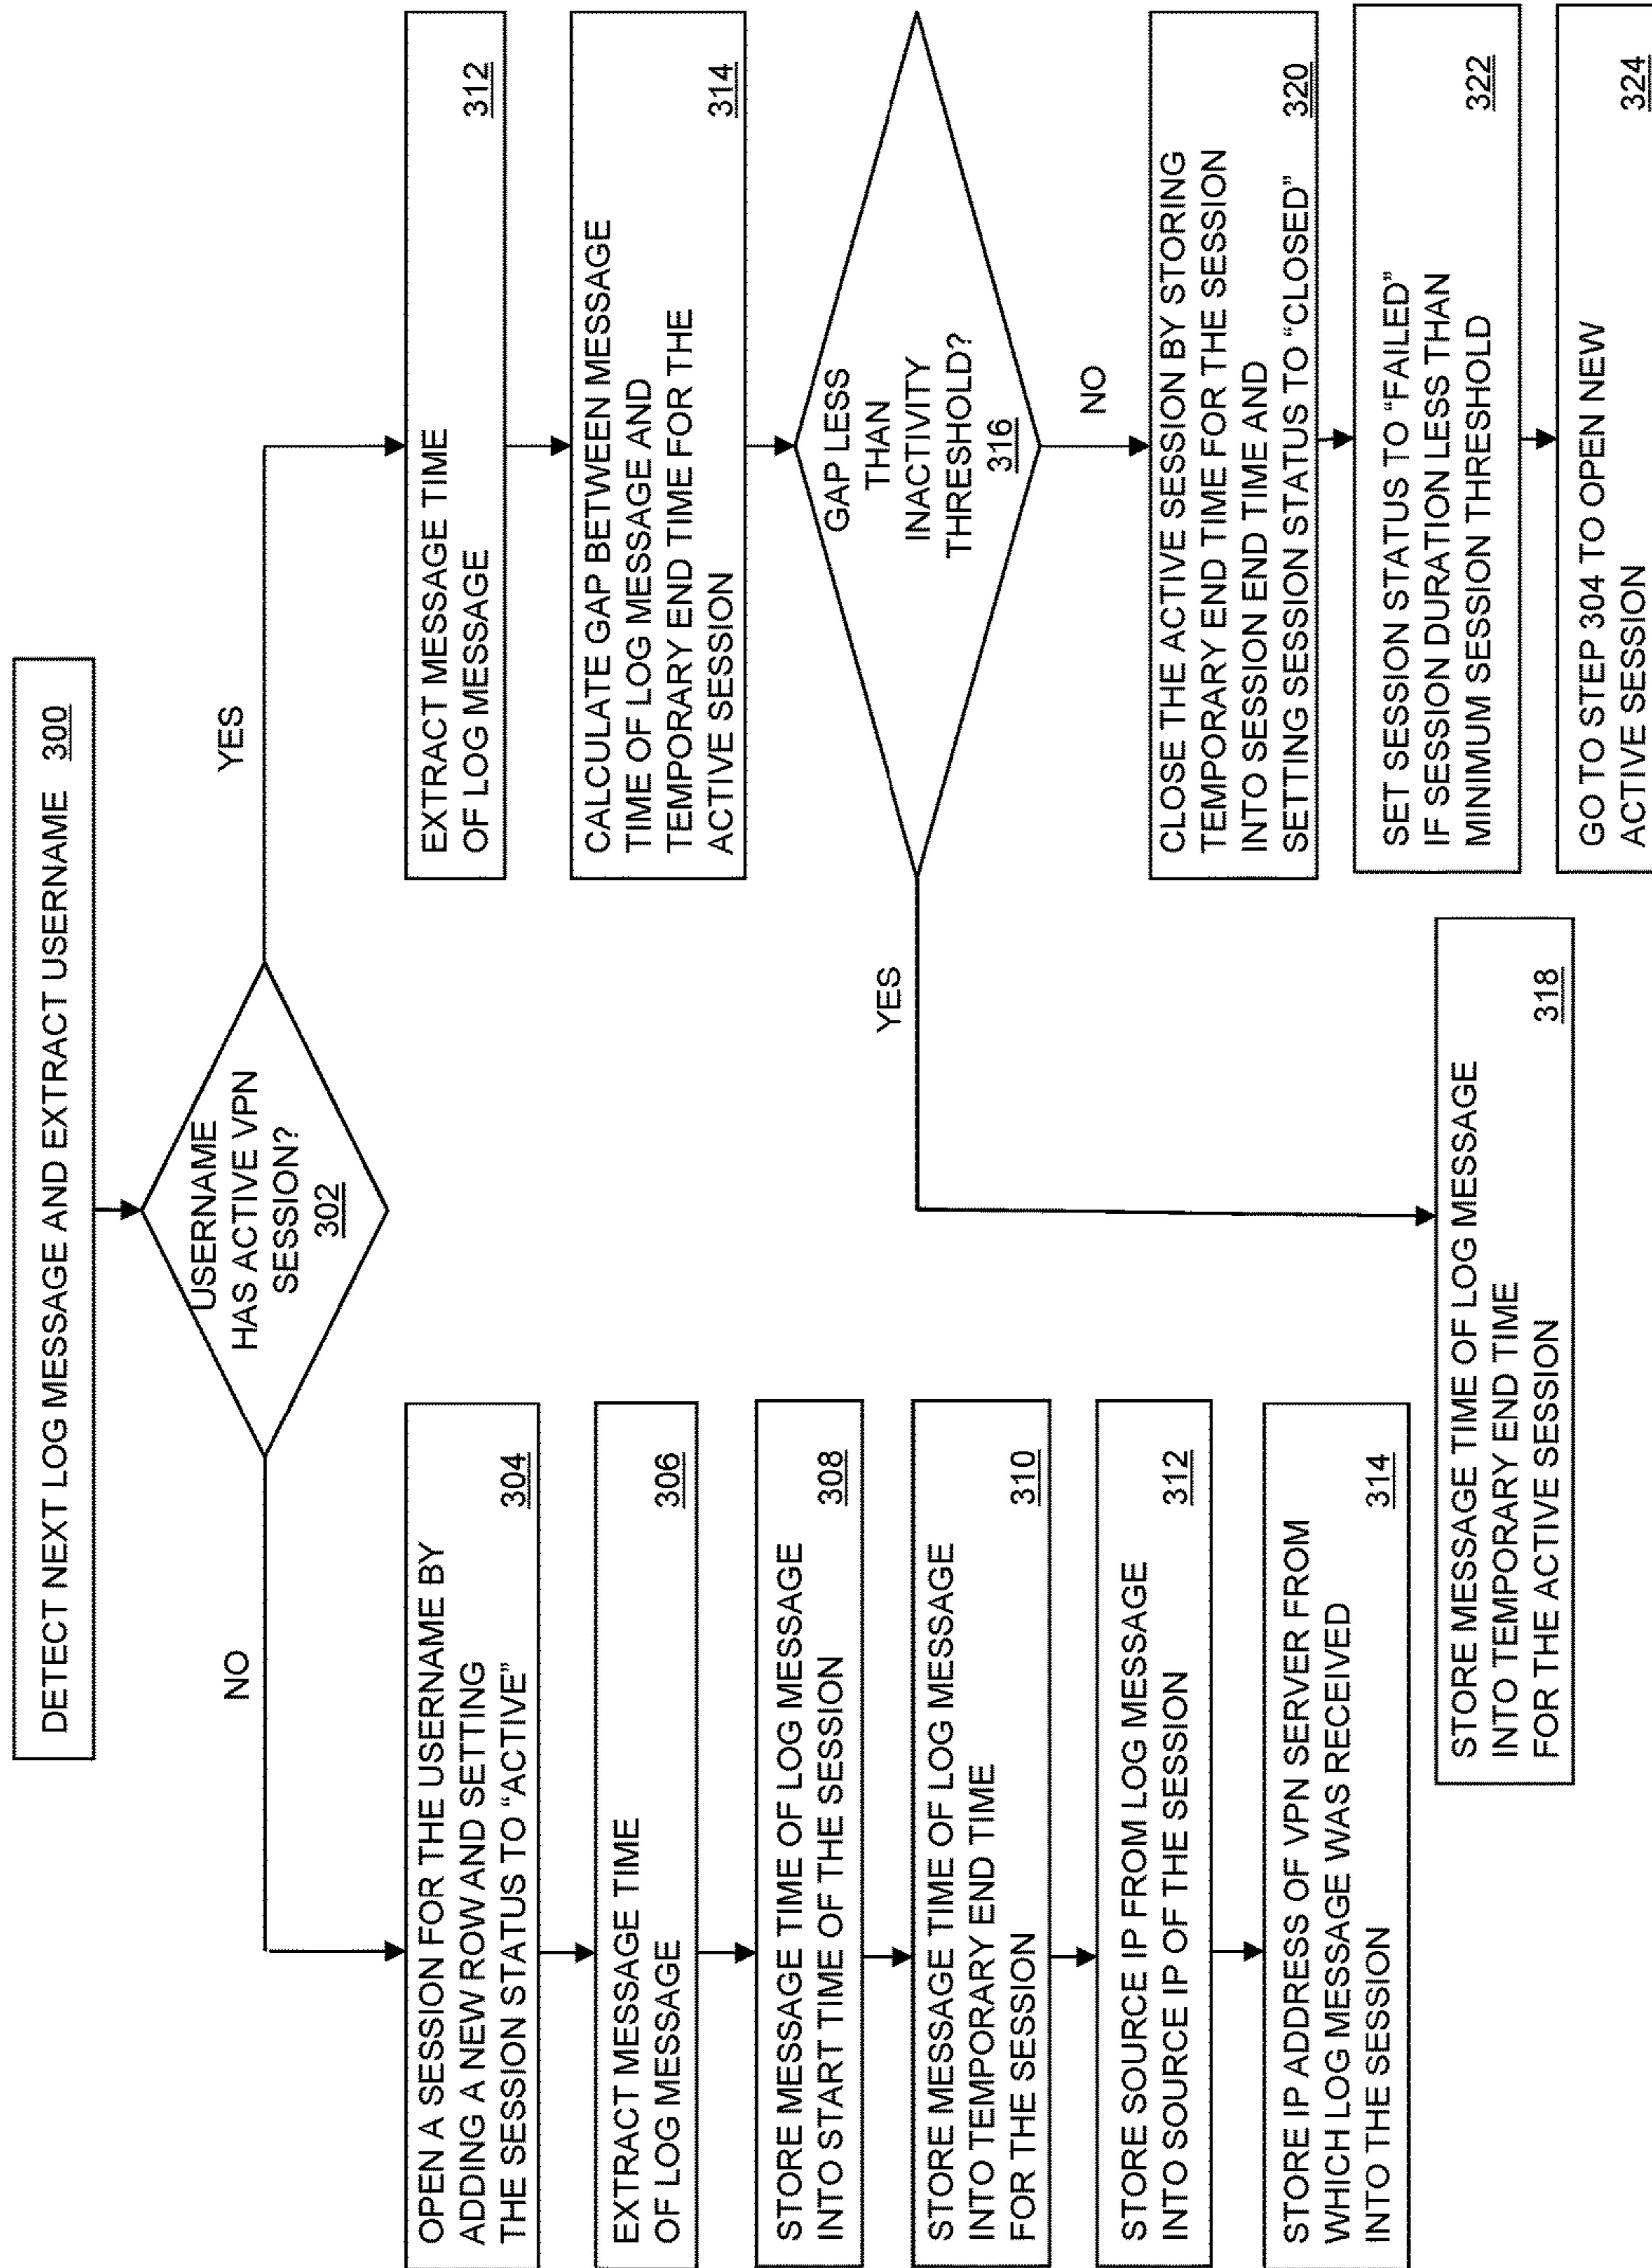 DETECT NEXT LOG MESSAGE AND EXTRACT USERNAME 300
USERNAME
HAS ACTIVE VPN
SESSION?
302
NO
YES
OPEN A SESSION FOR THE USERNAME BY
ADDING A NEW ROW AND SETTING
THE SESSION STATUS TO “ACTIVE” 304
EXTRACT MESSAGE TIME
OF LOG MESSAGE 306
STORE MESSAGE TIME OF LOG MESSAGE
INTO START TIME OF THE SESSION 308
STORE MESSAGE TIME OF LOG MESSAGE
INTO TEMPORARY END TIME
FOR THE SESSION 310
STORE SOURCE IP FROM LOG MESSAGE
INTO SOURCE IP OF THE SESSION 312
STORE IP ADDRESS OF VPN SERVER FROM
WHICH LOG MESSAGE WAS RECEIVED
INTO THE SESSION 314
EXTRACT MESSAGE TIME
OF LOG MESSAGE 312
CALCULATE GAP BETWEEN MESSAGE
TIME OF LOG MESSAGE AND
TEMPORARY END TIME FOR THE
ACTIVE SESSION 314
GAP LESS
THAN
INACTIVITY
THRESHOLD?
316
YES
NO
STORE MESSAGE TIME OF LOG MESSAGE
INTO TEMPORARY END TIME
FOR THE ACTIVE SESSION 318
CLOSE THE ACTIVE SESSION BY STORING
TEMPORARY END TIME FOR THE SESSION
INTO SESSION END TIME AND
SETTING SESSION STATUS TO “CLOSED” 320
SET SESSION STATUS TO “FAILED”
IF SESSION DURATION LESS THAN
MINIMUM SESSION THRESHOLD 322
GO TO STEP 304 TO OPEN NEW
ACTIVE SESSION 324